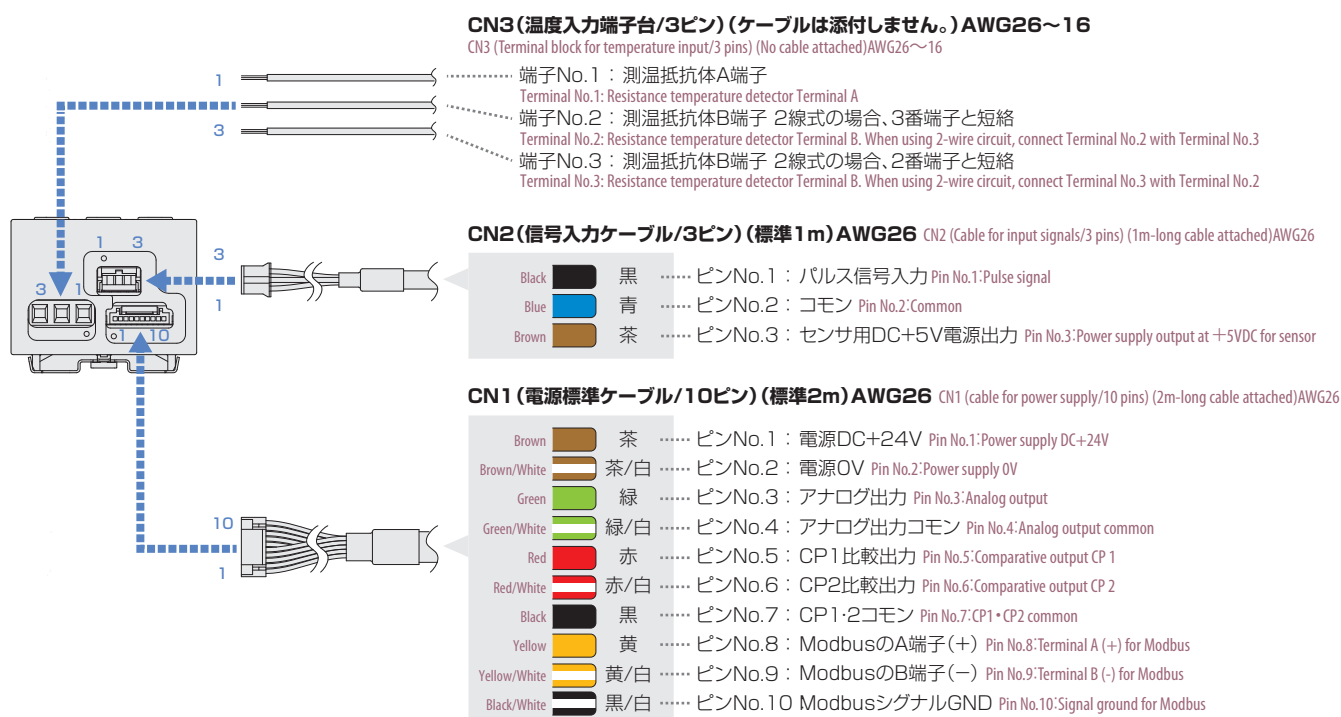 CN3(温度入力端子台/3ピン)(ケーブルは添付しません。)AWG26〜16
CN3 (Terminal block for temperature input/3 pins) (No cable attached)AWG26〜16
1
3
端子No.1：測温抵抗体A端子
Terminal No.1: Resistance temperature detector Terminal A
端子No.2：測温抵抗体B端子 2線式の場合、3番端子と短絡
Terminal No.2: Resistance temperature detector Terminal B. When using 2-wire circuit, connect Terminal No.2 with Terminal No.3
端子No.3：測温抵抗体B端子 2線式の場合、2番端子と短絡
Terminal No.3: Resistance temperature detector Terminal B. When using 2-wire circuit, connect Terminal No.3 with Terminal No.2
1 3
3 1
1 10
3
1
CN2(信号入力ケーブル/3ピン)(標準1m)AWG26 CN2 (Cable for input signals/3 pins) (1m-long cable attached)AWG26
Black 黒 ピンNo.1：パルス信号入力 Pin No.1:Pulse signal
Blue 青 ピンNo.2：コモン Pin No.2:Common
Brown 茶 ピンNo.3：センサ用DC+5V電源出力 Pin No.3:Power supply output at +5VDC for sensor
CN1(電源標準ケーブル/10ピン)(標準2m)AWG26 CN1 (cable for power supply/10 pins) (2m-long cable attached)AWG26
10
1
Brown 茶 ピンNo.1：電源DC+24V Pin No.1:Power supply DC+24V
Brown/White 茶/白 ピンNo.2：電源0V Pin No.2:Power supply 0V
Green 緑 ピンNo.3：アナログ出力 Pin No.3:Analog output
Green/White 緑/白 ピンNo.4：アナログ出力コモン Pin No.4:Analog output common
Red 赤 ピンNo.5：CP1比較出力 Pin No.5:Comparative output CP 1
Red/White 赤/白 ピンNo.6：CP2比較出力 Pin No.6:Comparative output CP 2
Black 黒 ピンNo.7：CP1·2コモン Pin No.7:CP1•CP2 common
Yellow 黄 ピンNo.8：ModbusのA端子(+) Pin No.8:Terminal A (+) for Modbus
Yellow/White 黄/白 ピンNo.9：ModbusのB端子(−) Pin No.9:Terminal B (-) for Modbus
Black/White 黒/白 ピンNo.10 ModbusシグナルGND Pin No.10:Signal ground for Modbus